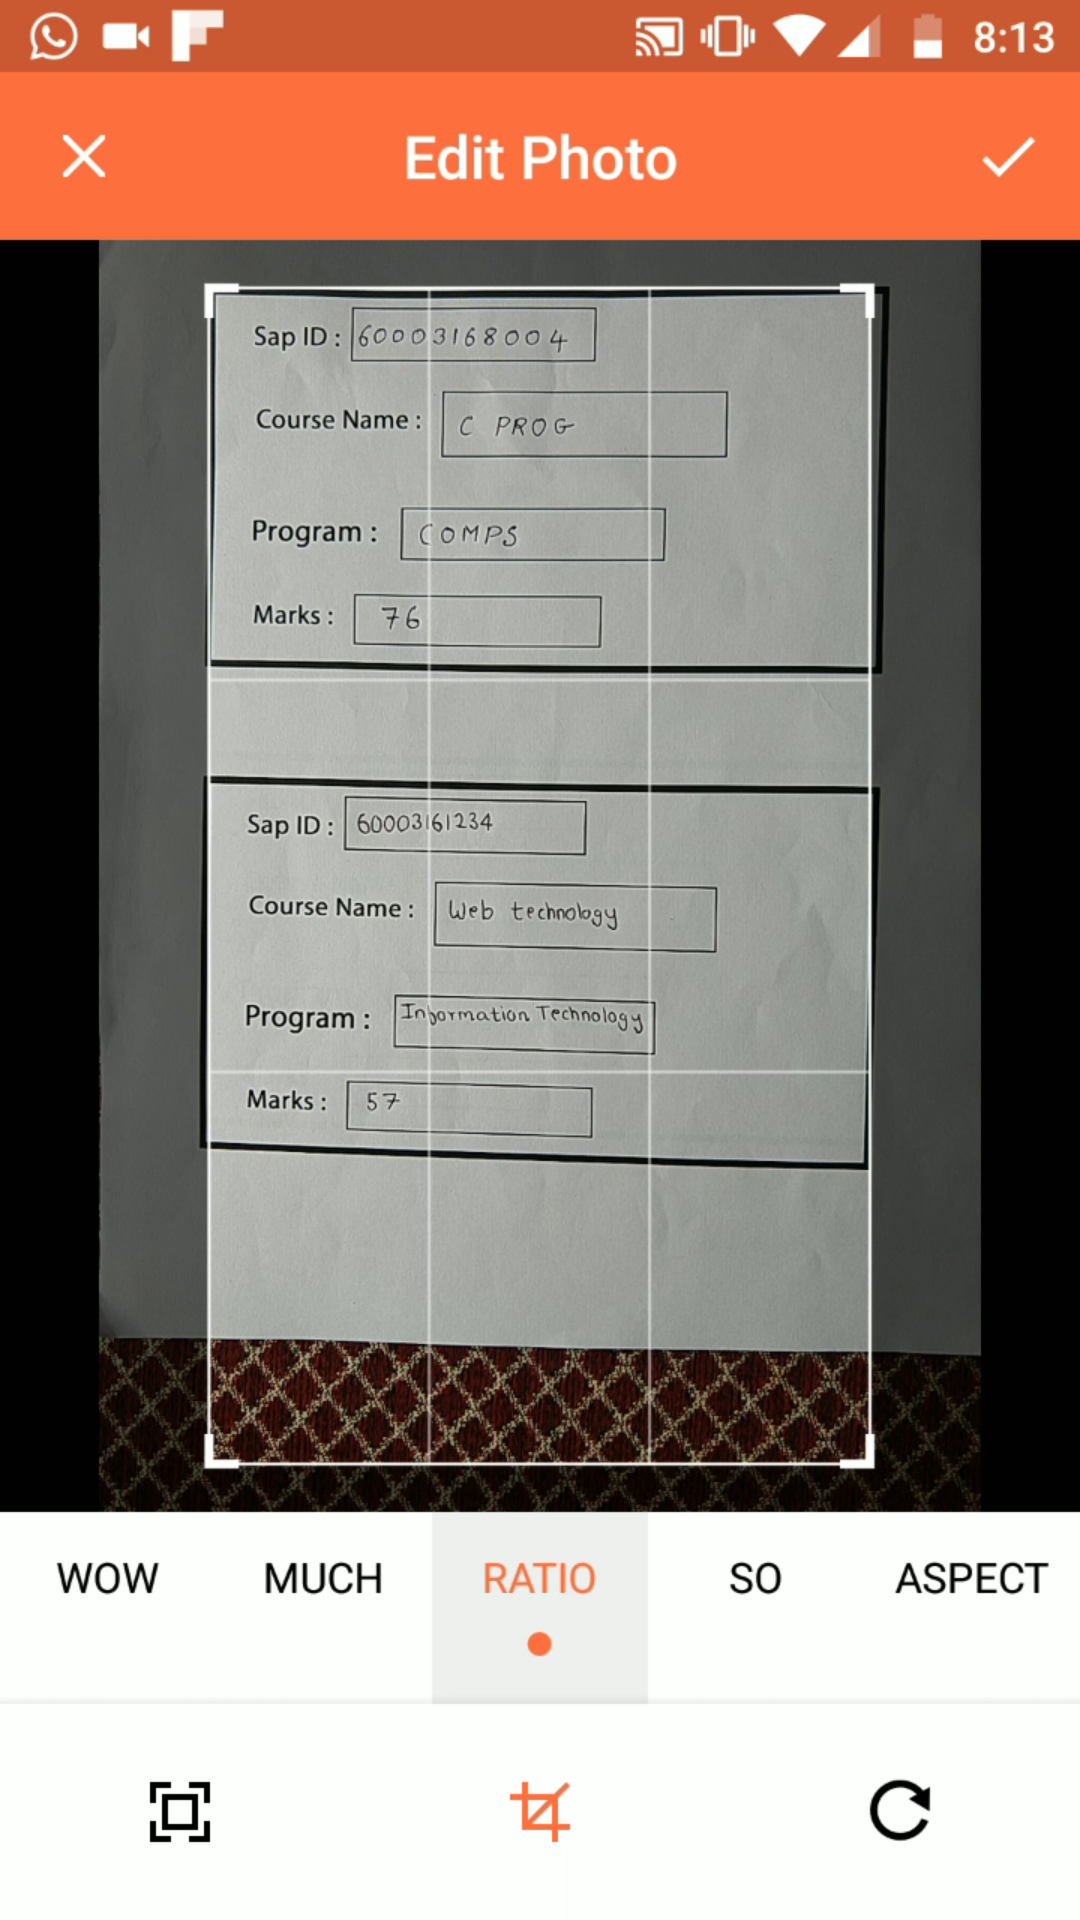 8:13
Edit Photo
Sap ID : 60003168004
Course Name : C PROG
Program : COMPS
Marks : 76
Sap ID : 60003161234
Course Name : Web technology
Program : Information Technology
Marks : 57
WOW MUCH RATIO SO ASPECT